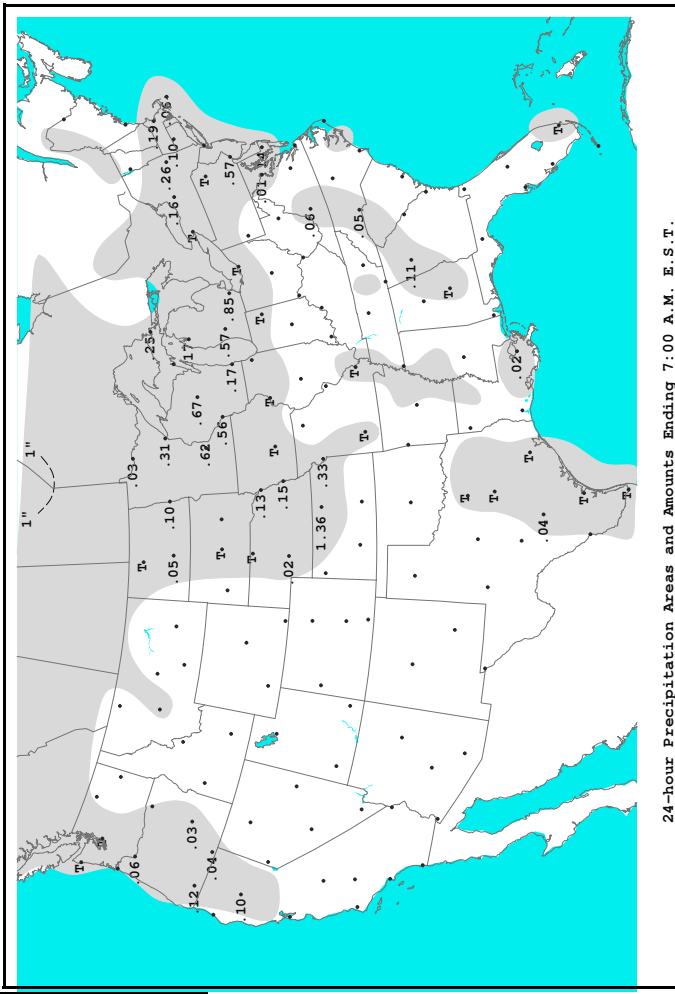 1"
1"
T
.06
.12
.10
.03
.04
T
.05
.10
.03
T
T
.02
.13
.15
1.36
.33
.31
.62
.56
.67
.17
.25
.17
.57
.85
T
T
T
T
T
T
T
.16
.26
.10
.19
.06
T
.57
.01
.14
.06
.05
.11
T
.02
T
T
T
.04
T
T
T
24-hour Precipitation Areas and Amounts Ending 7:00 A.M. E.S.T.